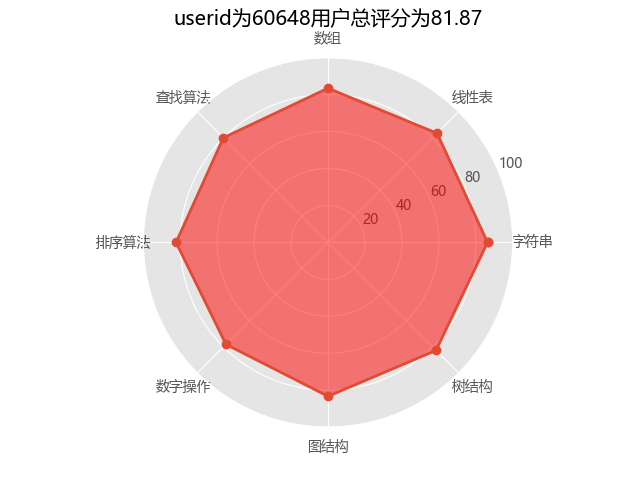 userid为60648用户总评分为81.87
数组
查找算法
线性表
100
80
60
40
20
排序算法
字符串
数字操作
树结构
图结构